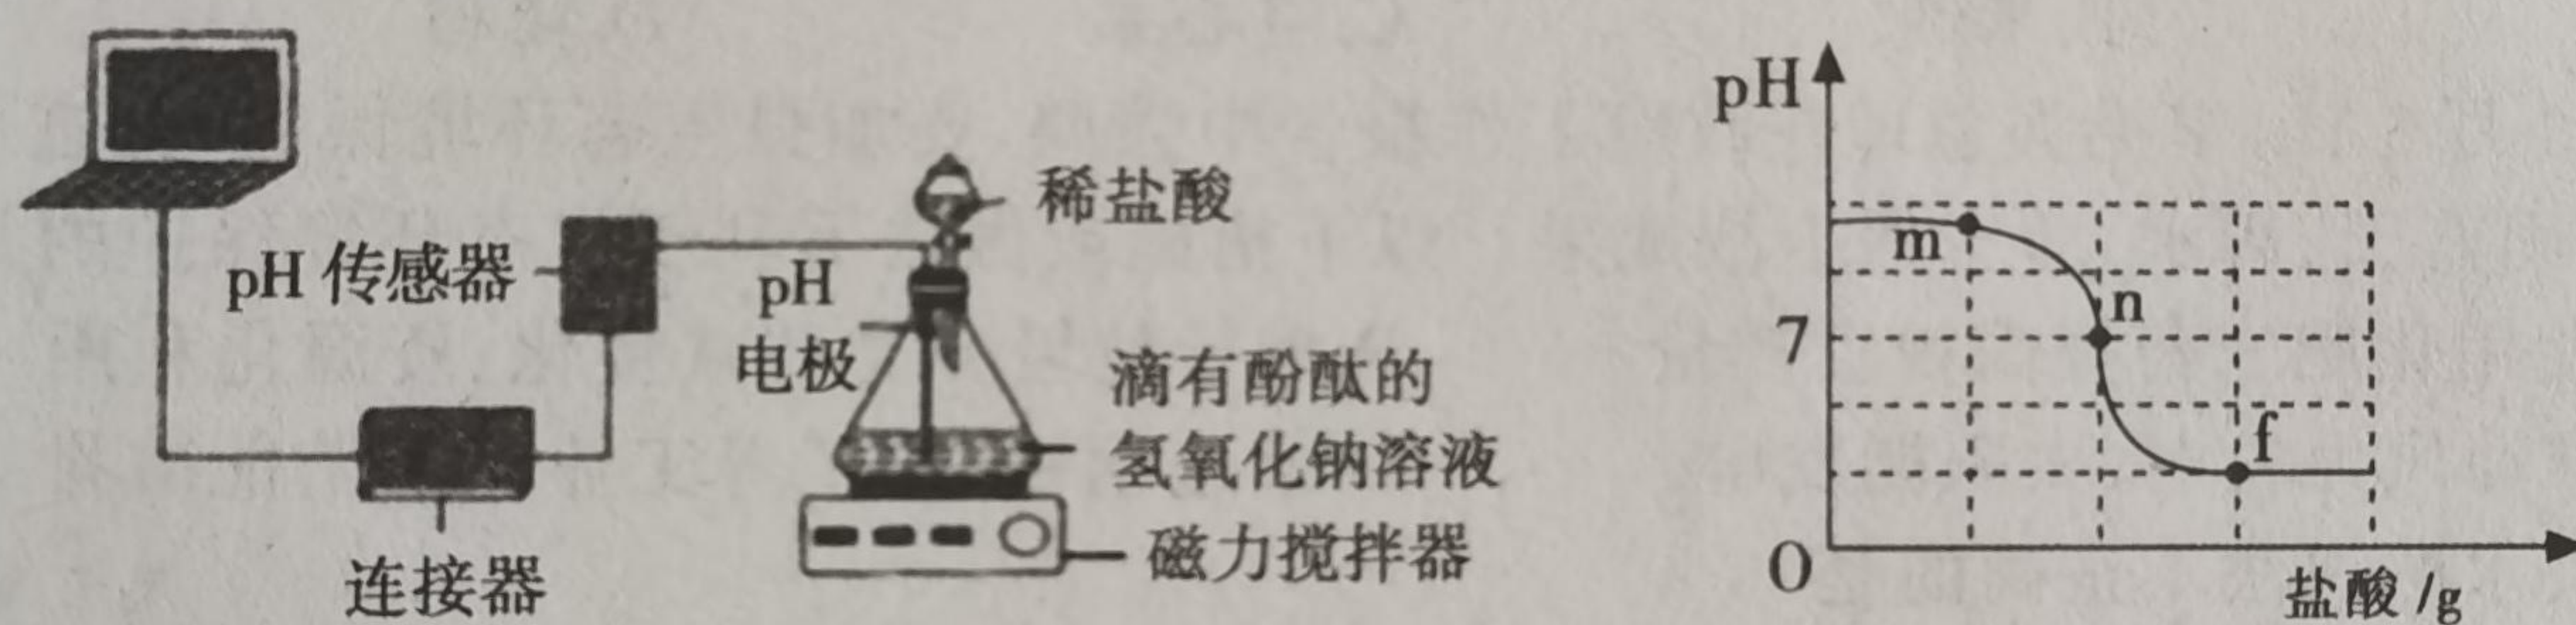 稀盐酸
pH 传感器
pH
电极
滴有酚酞的
氢氧化钠溶液
磁力搅拌器
连接器
pH
m
n
7
f
O
盐酸 /g